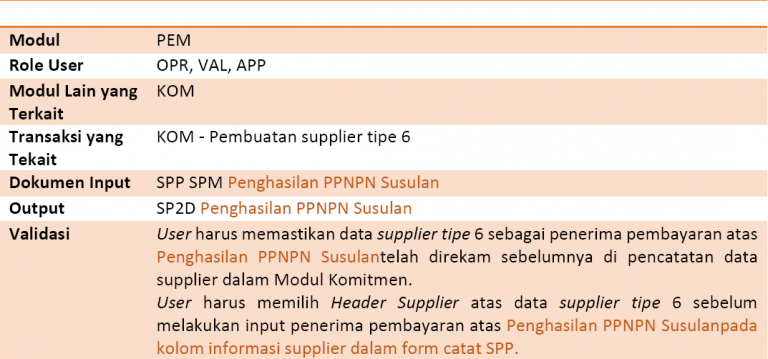 Modul PEM
Role User OPR, VAL, APP
Modul Lain yang KOM
Terkait
Transaksi yang KOM - Pembuatan supplier tipe 6
Tekait
Dokumen Input SPP SPM Penghasilan PPNPN Susulan
Output SP2D Penghasilan PPNPN Susulan
Validasi User harus memastikan data supplier tipe 6 sebagai penerima pembayaran atas
Penghasilan PPNPN Susulantelah direkam sebelumnya di pencatatan data
supplier dalam Modul Komitmen.
User harus memilih Header Supplier atas data supplier tipe 6 sebelum
melakukan input penerima pembayaran atas Penghasilan PPNPN Susulanpada
kolom informasi supplier dalam form catat SPP.